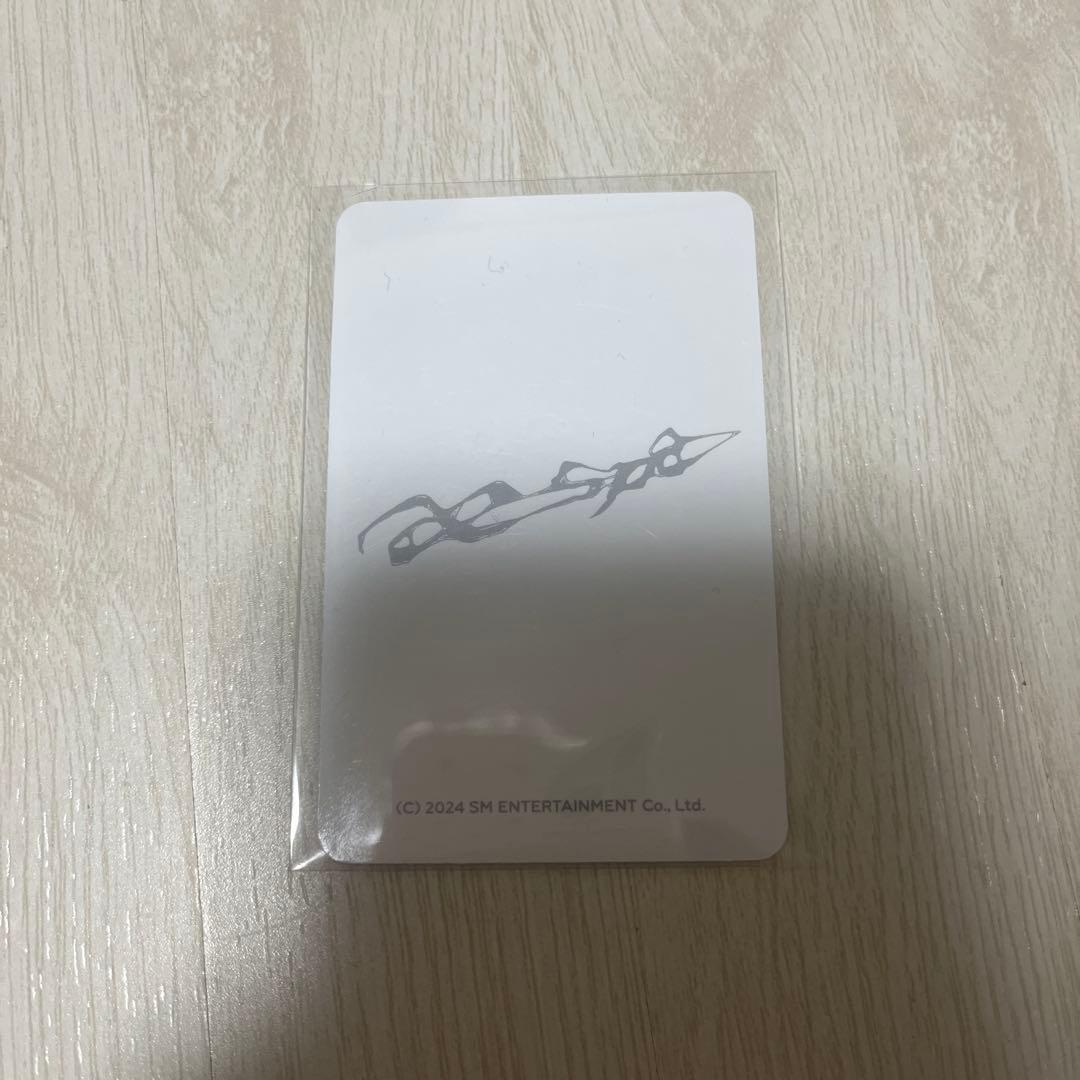 aespa
(C) 2024 SM ENTERTAINMENT Co., Ltd.